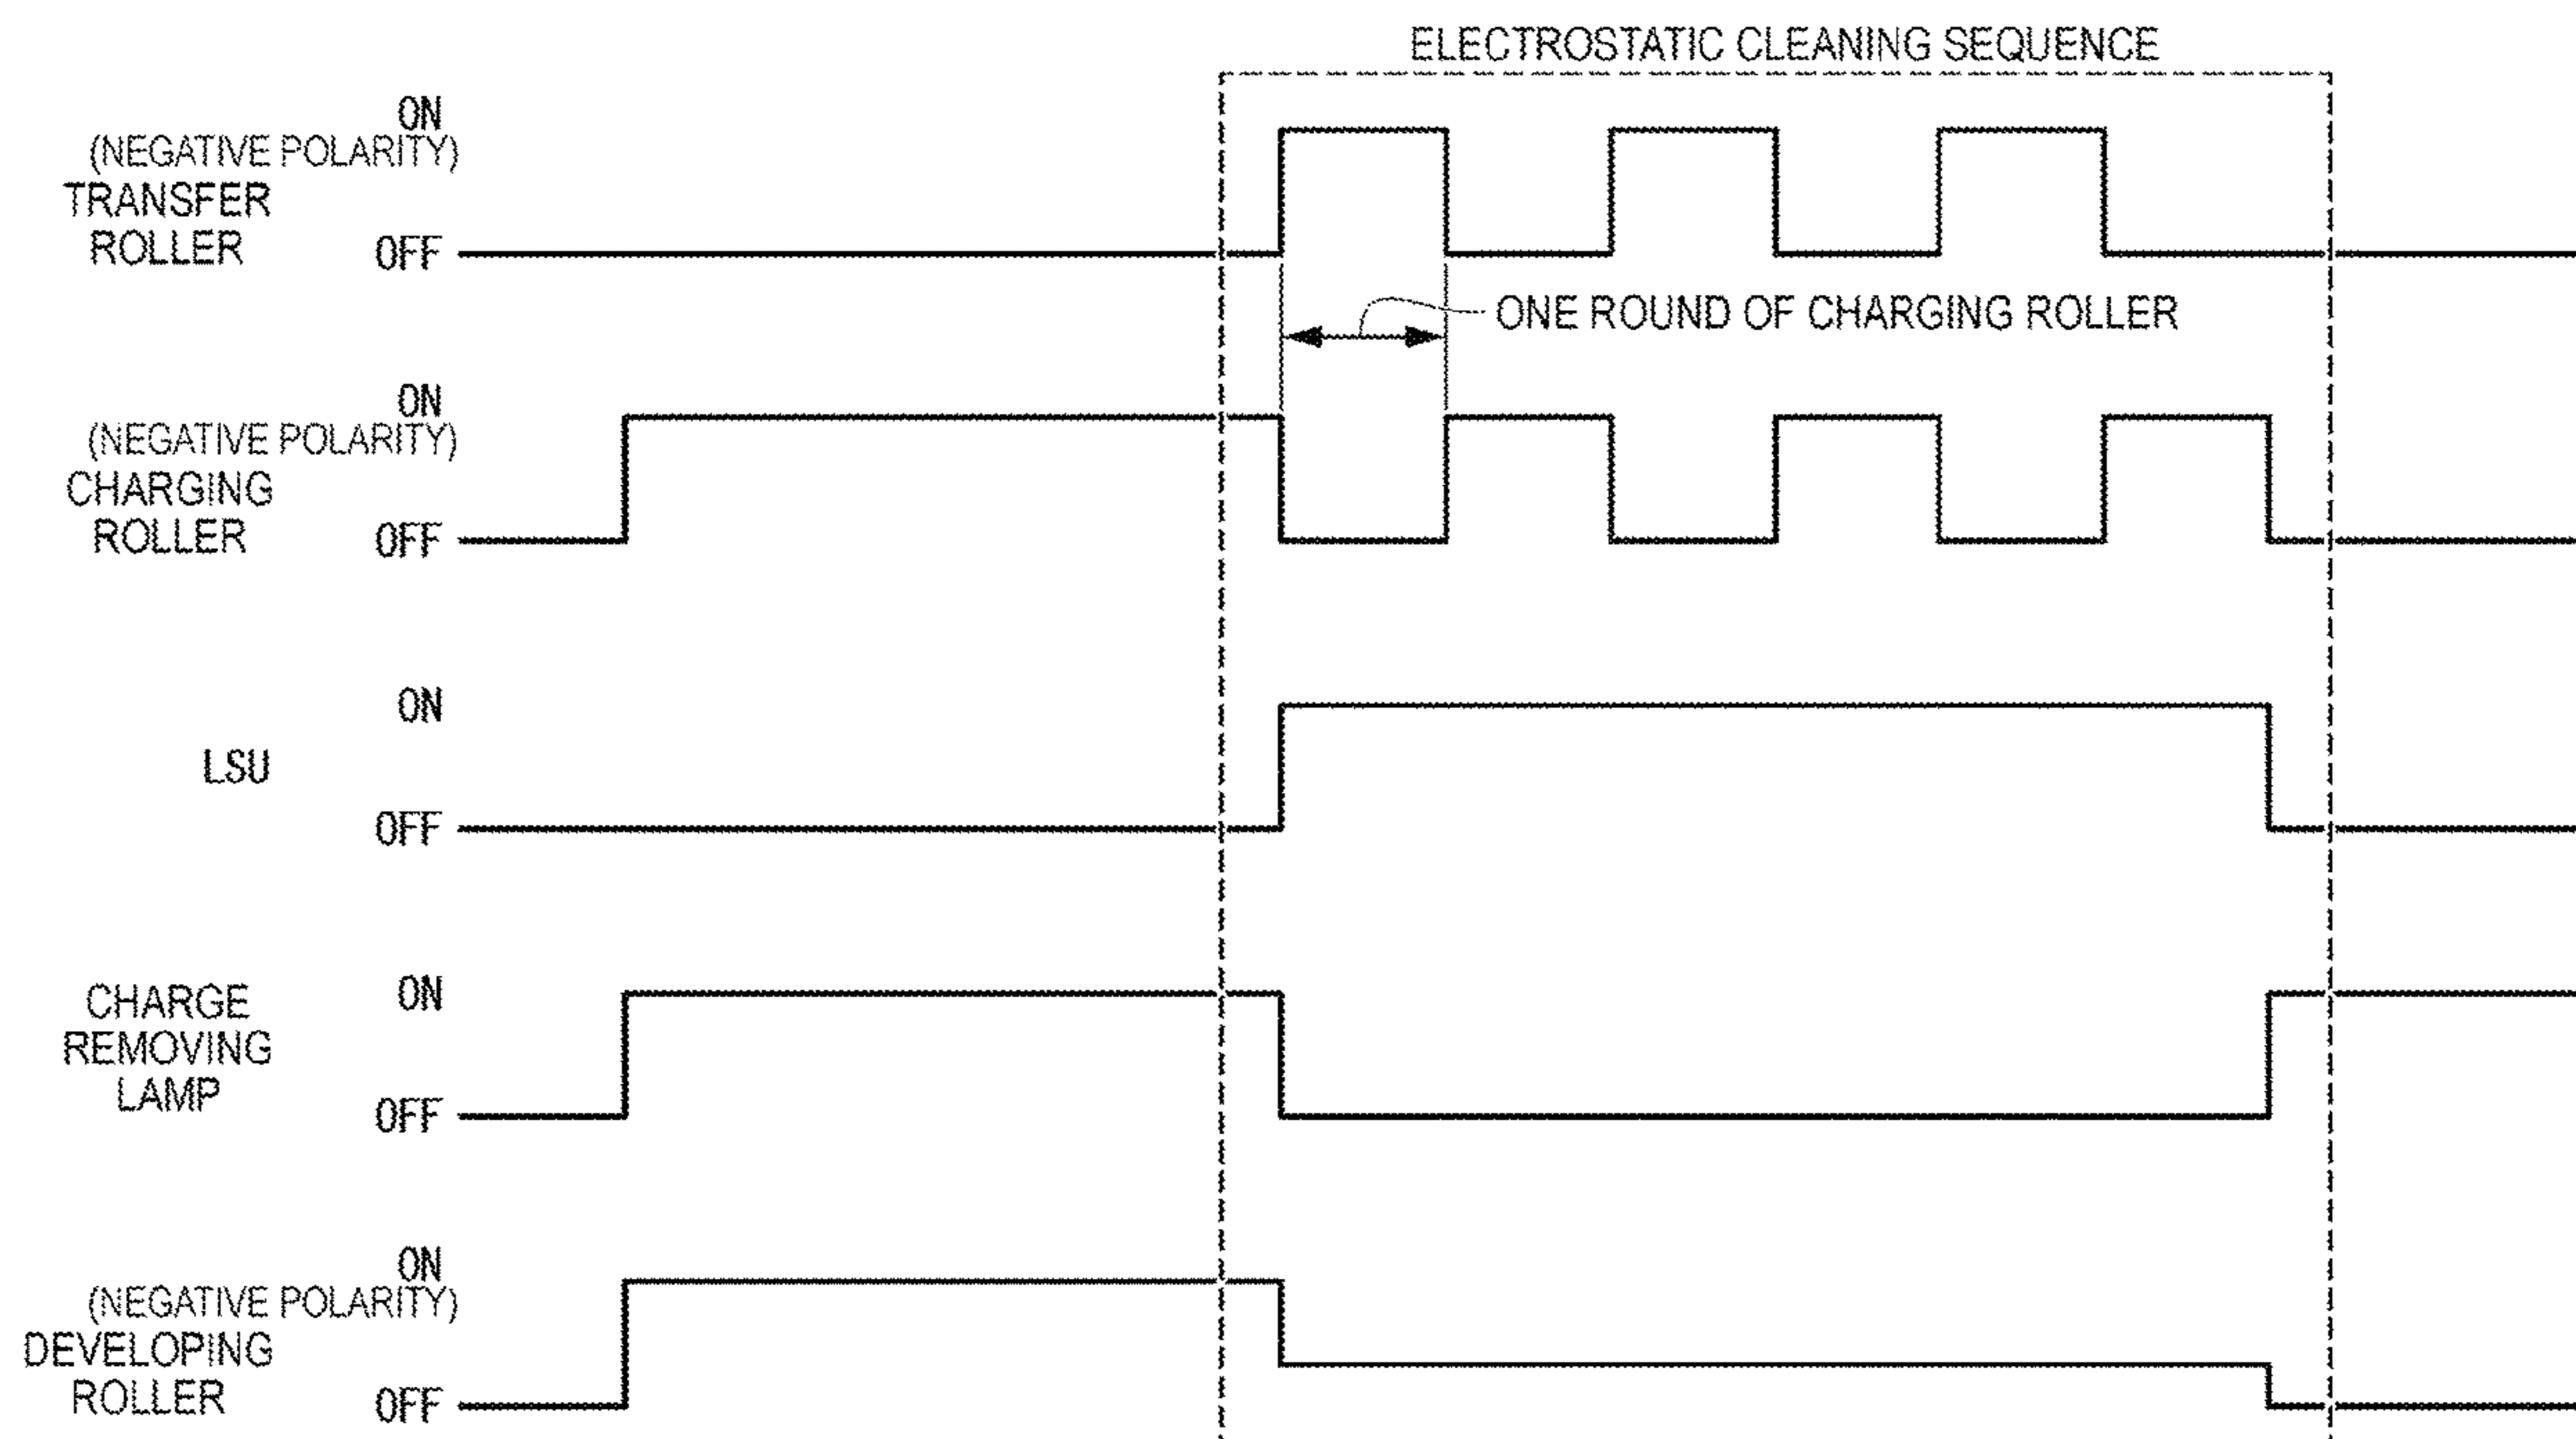 ELECTROSTATIC CLEANING SEQUENCE
ON
(NEGATIVE POLARITY)
TRANSFER
ROLLER
OFF
ONE ROUND OF CHARGING ROLLER
ON
(NEGATIVE POLARITY)
CHARGING
ROLLER
OFF
ON
LSU
OFF
ON
CHARGE
REMOVING
LAMP
OFF
ON
(NEGATIVE POLARITY)
DEVELOPING
ROLLER
OFF